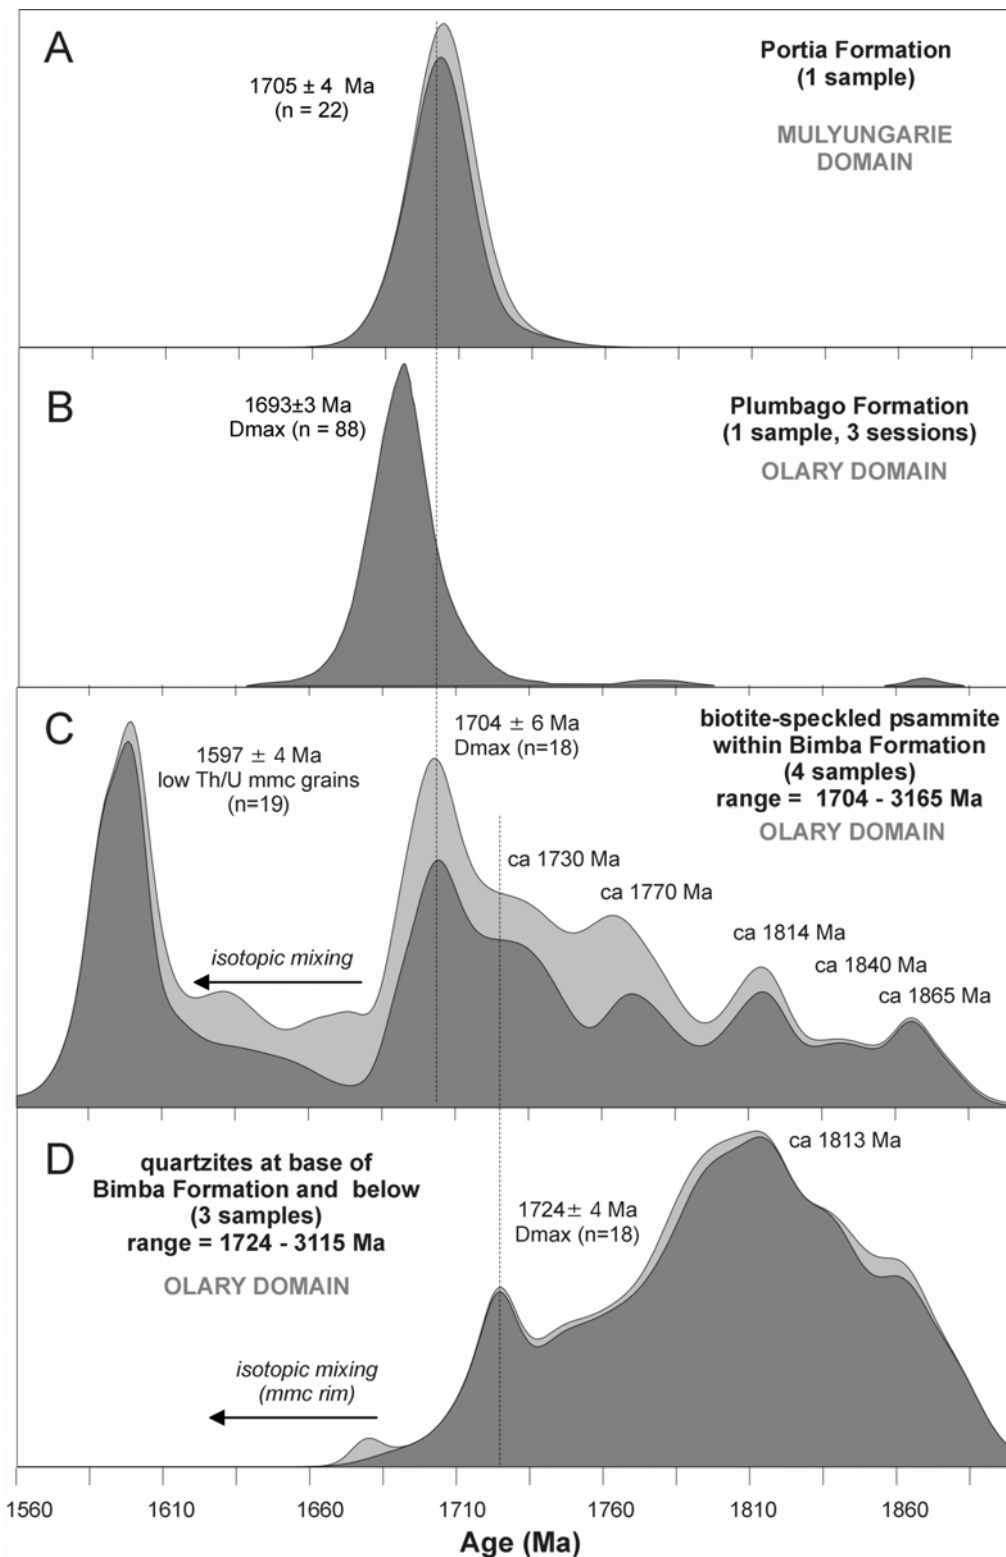 A
Portia Formation
(1 sample)
1705 ± 4 Ma
(n = 22)
MULYUNGARIE
DOMAIN
B
1693±3 Ma
Dmax (n = 88)
Plumbago Formation
(1 sample, 3 sessions)
OLARY DOMAIN
C
1597 ± 4 Ma
low Th/U mmc grains
(n=19)
1704 ± 6 Ma
Dmax (n=18)
biotite-speckled psammite
within Bimba Formation
(4 samples)
range = 1704 - 3165 Ma
OLARY DOMAIN
ca 1730 Ma
ca 1770 Ma
ca 1814 Ma
ca 1840 Ma
ca 1865 Ma
isotopic mixing
D
quartzites at base of
Bimba Formation and below
(3 samples)
range = 1724 - 3115 Ma
OLARY DOMAIN
1724± 4 Ma
Dmax (n=18)
ca 1813 Ma
isotopic mixing
(mmc rim)
1560 1610 1660 1710 1760 1810 1860
Age (Ma)